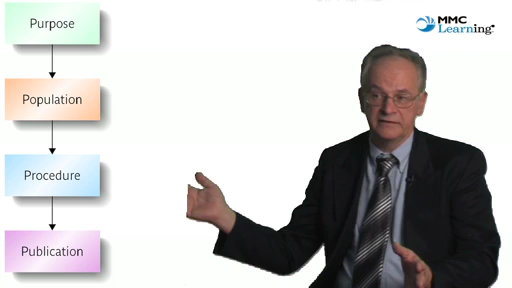 Purpose
Population
Procedure
Publication
MMC
Learning